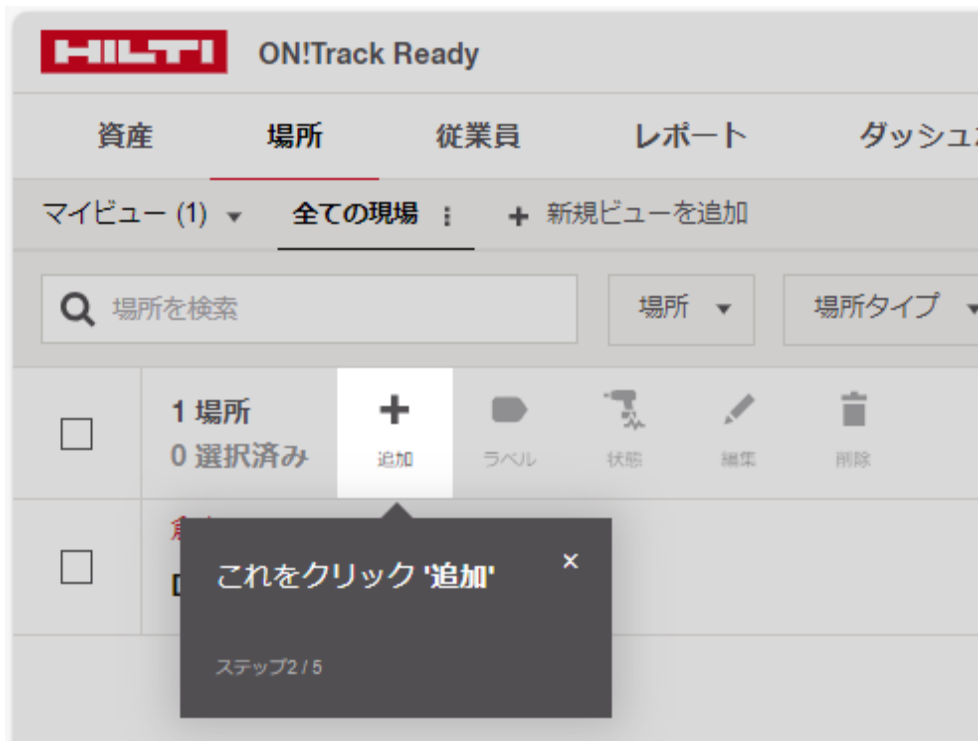 HILTI ON!Track Ready
資産 場所 従業員 レポート
マイビュー (1) 全ての現場 + 新規ビューを追加
場所を検索 場所 場所タイプ
1 場所
0 選択済み
追加 ラベル 状態 編集 削除
これをクリック '追加' ×
ステップ2 / 5